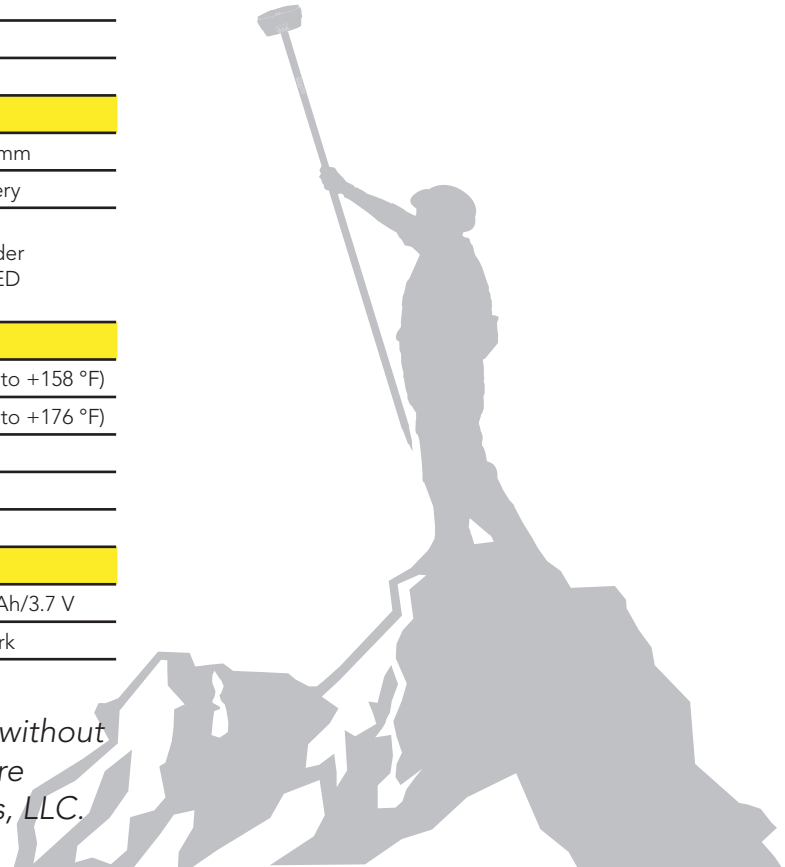 mm
ery
der
ED
to +158 °F)
to +176 °F)
Ah/3.7 V
rk
without
re
s, LLC.